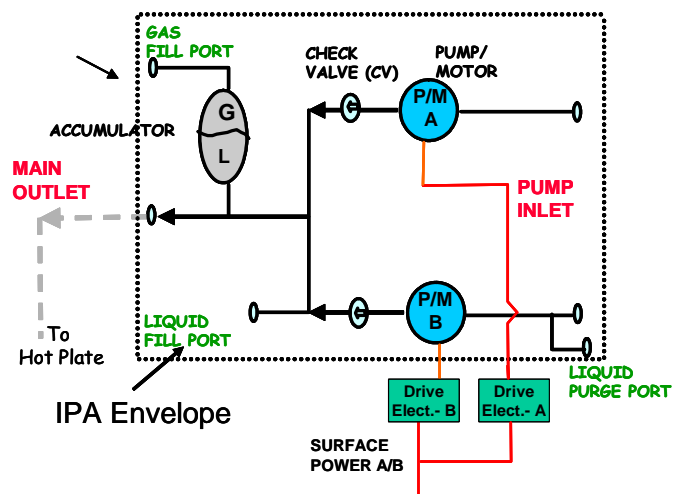 GAS
FILL PORT
CHECK
VALVE (CV)
PUMP/
MOTOR
P/M
A
G
L
ACCUMULATOR
MAIN
OUTLET
PUMP
INLET
P/M
B
LIQUID
FILL PORT
To
Hot Plate
IPA Envelope
Drive
Elect.- B
Drive
Elect.- A
LIQUID
PURGE PORT
SURFACE
POWER A/B